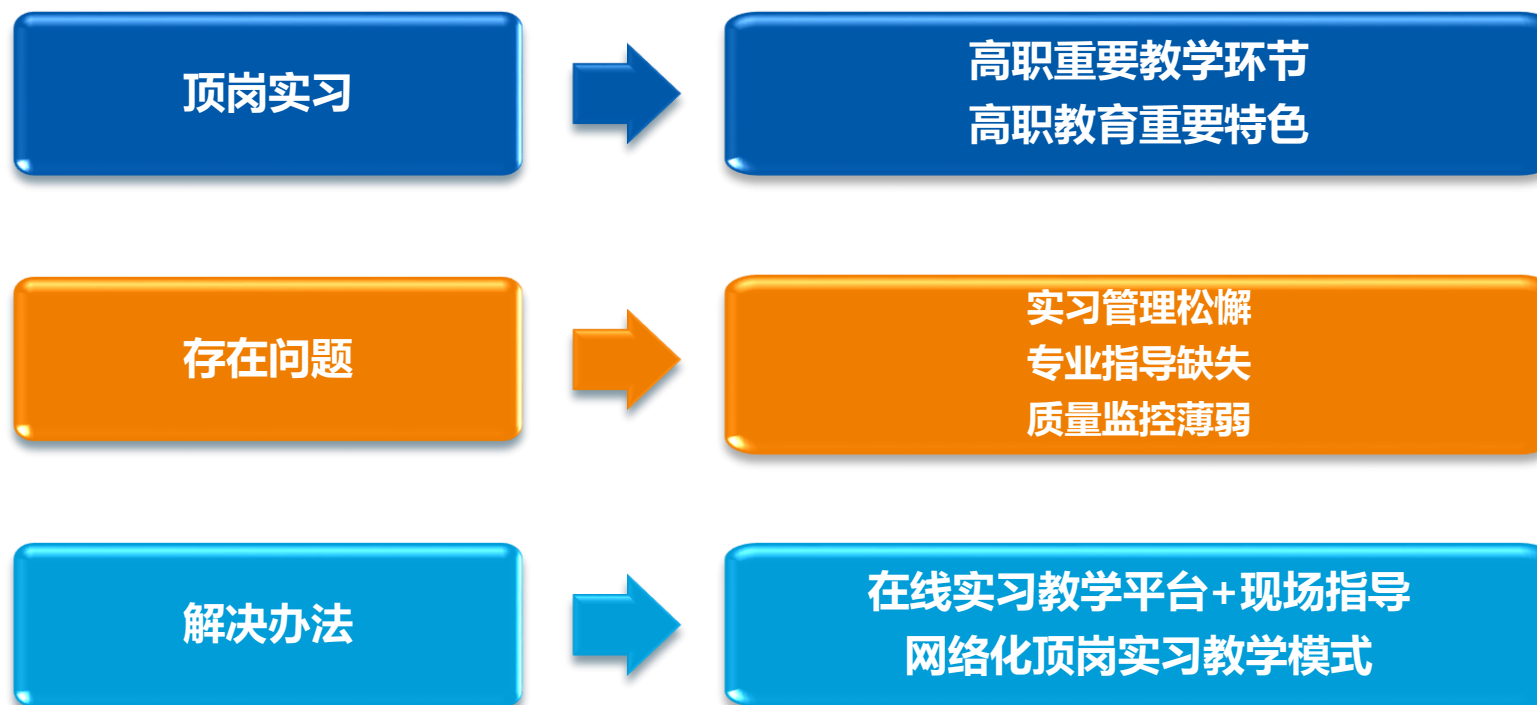 顶岗实习
高职重要教学环节
高职教育重要特色
存在问题
实习管理松懈
专业指导缺失
质量监控薄弱
解决办法
在线实习教学平台+现场指导
网络化顶岗实习教学模式